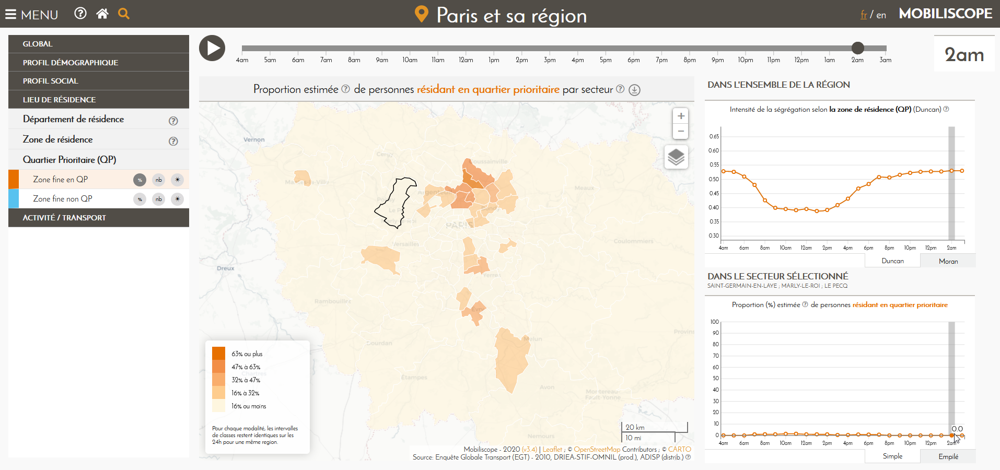 MENU
Paris et sa région
fr / en
MOBILISCOPE
GLOBAL
PROFIL DÉMOGRAPHIQUE
PROFIL SOCIAL
LIEU DE RÉSIDENCE
Département de résidence ?
Zone de résidence ?
Quartier Prioritaire (QP)
Zone fine en QP % nb
Zone fine non QP % nb
ACTIVITÉ / TRANSPORT
4am 5am 6am 7am 8am 9am 10am 11am 12am 1pm 2pm 3pm 4pm 5pm 6pm 7pm 8pm 9pm 10pm 11pm 12pm 1am 2am 3am
2am
Proportion estimée ? de personnes résidant en quartier prioritaire par secteur ?
+
−
Vernon
Cergy
Goussainville
Mantes-la-Ville
Meaux
Argenteuil
Poissy
Le Pecq
Marly-le-Roi
Bondy
PARIS
Versailles
Coulommiers
Dreux
Yerres
Rambouillet
Évry
Provins
Dourdan
Melun
Chartres
Étampes
Avon
Montereau-
Fault-Yonne
Nemours
63% ou plus
47% à 63%
32% à 47%
16% à 32%
16% ou moins
Pour chaque modalité, les intervalles
de classes restent identiques sur les
24h pour une même region.
20 km
10 mi
Mobiliscope - 2020 (v3.4) | Leaflet ; © OpenStreetMap Contributors ; © CARTO
Source: Enquête Globale Transport (EGT) - 2010, DRIEA-STIF-OMNIL (prod.), ADISP (distrib.) ?
DANS L'ENSEMBLE DE LA RÉGION
Intensité de la ségrégation selon la zone de résidence (QP) (Duncan) ?
0.65
0.60
0.55
0.50
0.45
0.40
0.35
0.30
4am 6am 8am 10am 12am 2pm 4pm 6pm 8pm 10pm 12pm 2am
Duncan Moran
DANS LE SECTEUR SÉLECTIONNÉ
SAINT-GERMAIN-EN-LAYE ; MARLY-LE-ROI ; LE PECQ
Proportion (%) estimée ? de personnes résidant en quartier prioritaire
100
90
80
70
60
50
40
30
20
10
0
0.0
4am 6am 8am 10am 12am 2pm 4pm 6pm 8pm 10pm 12pm 2am
Simple Empilé